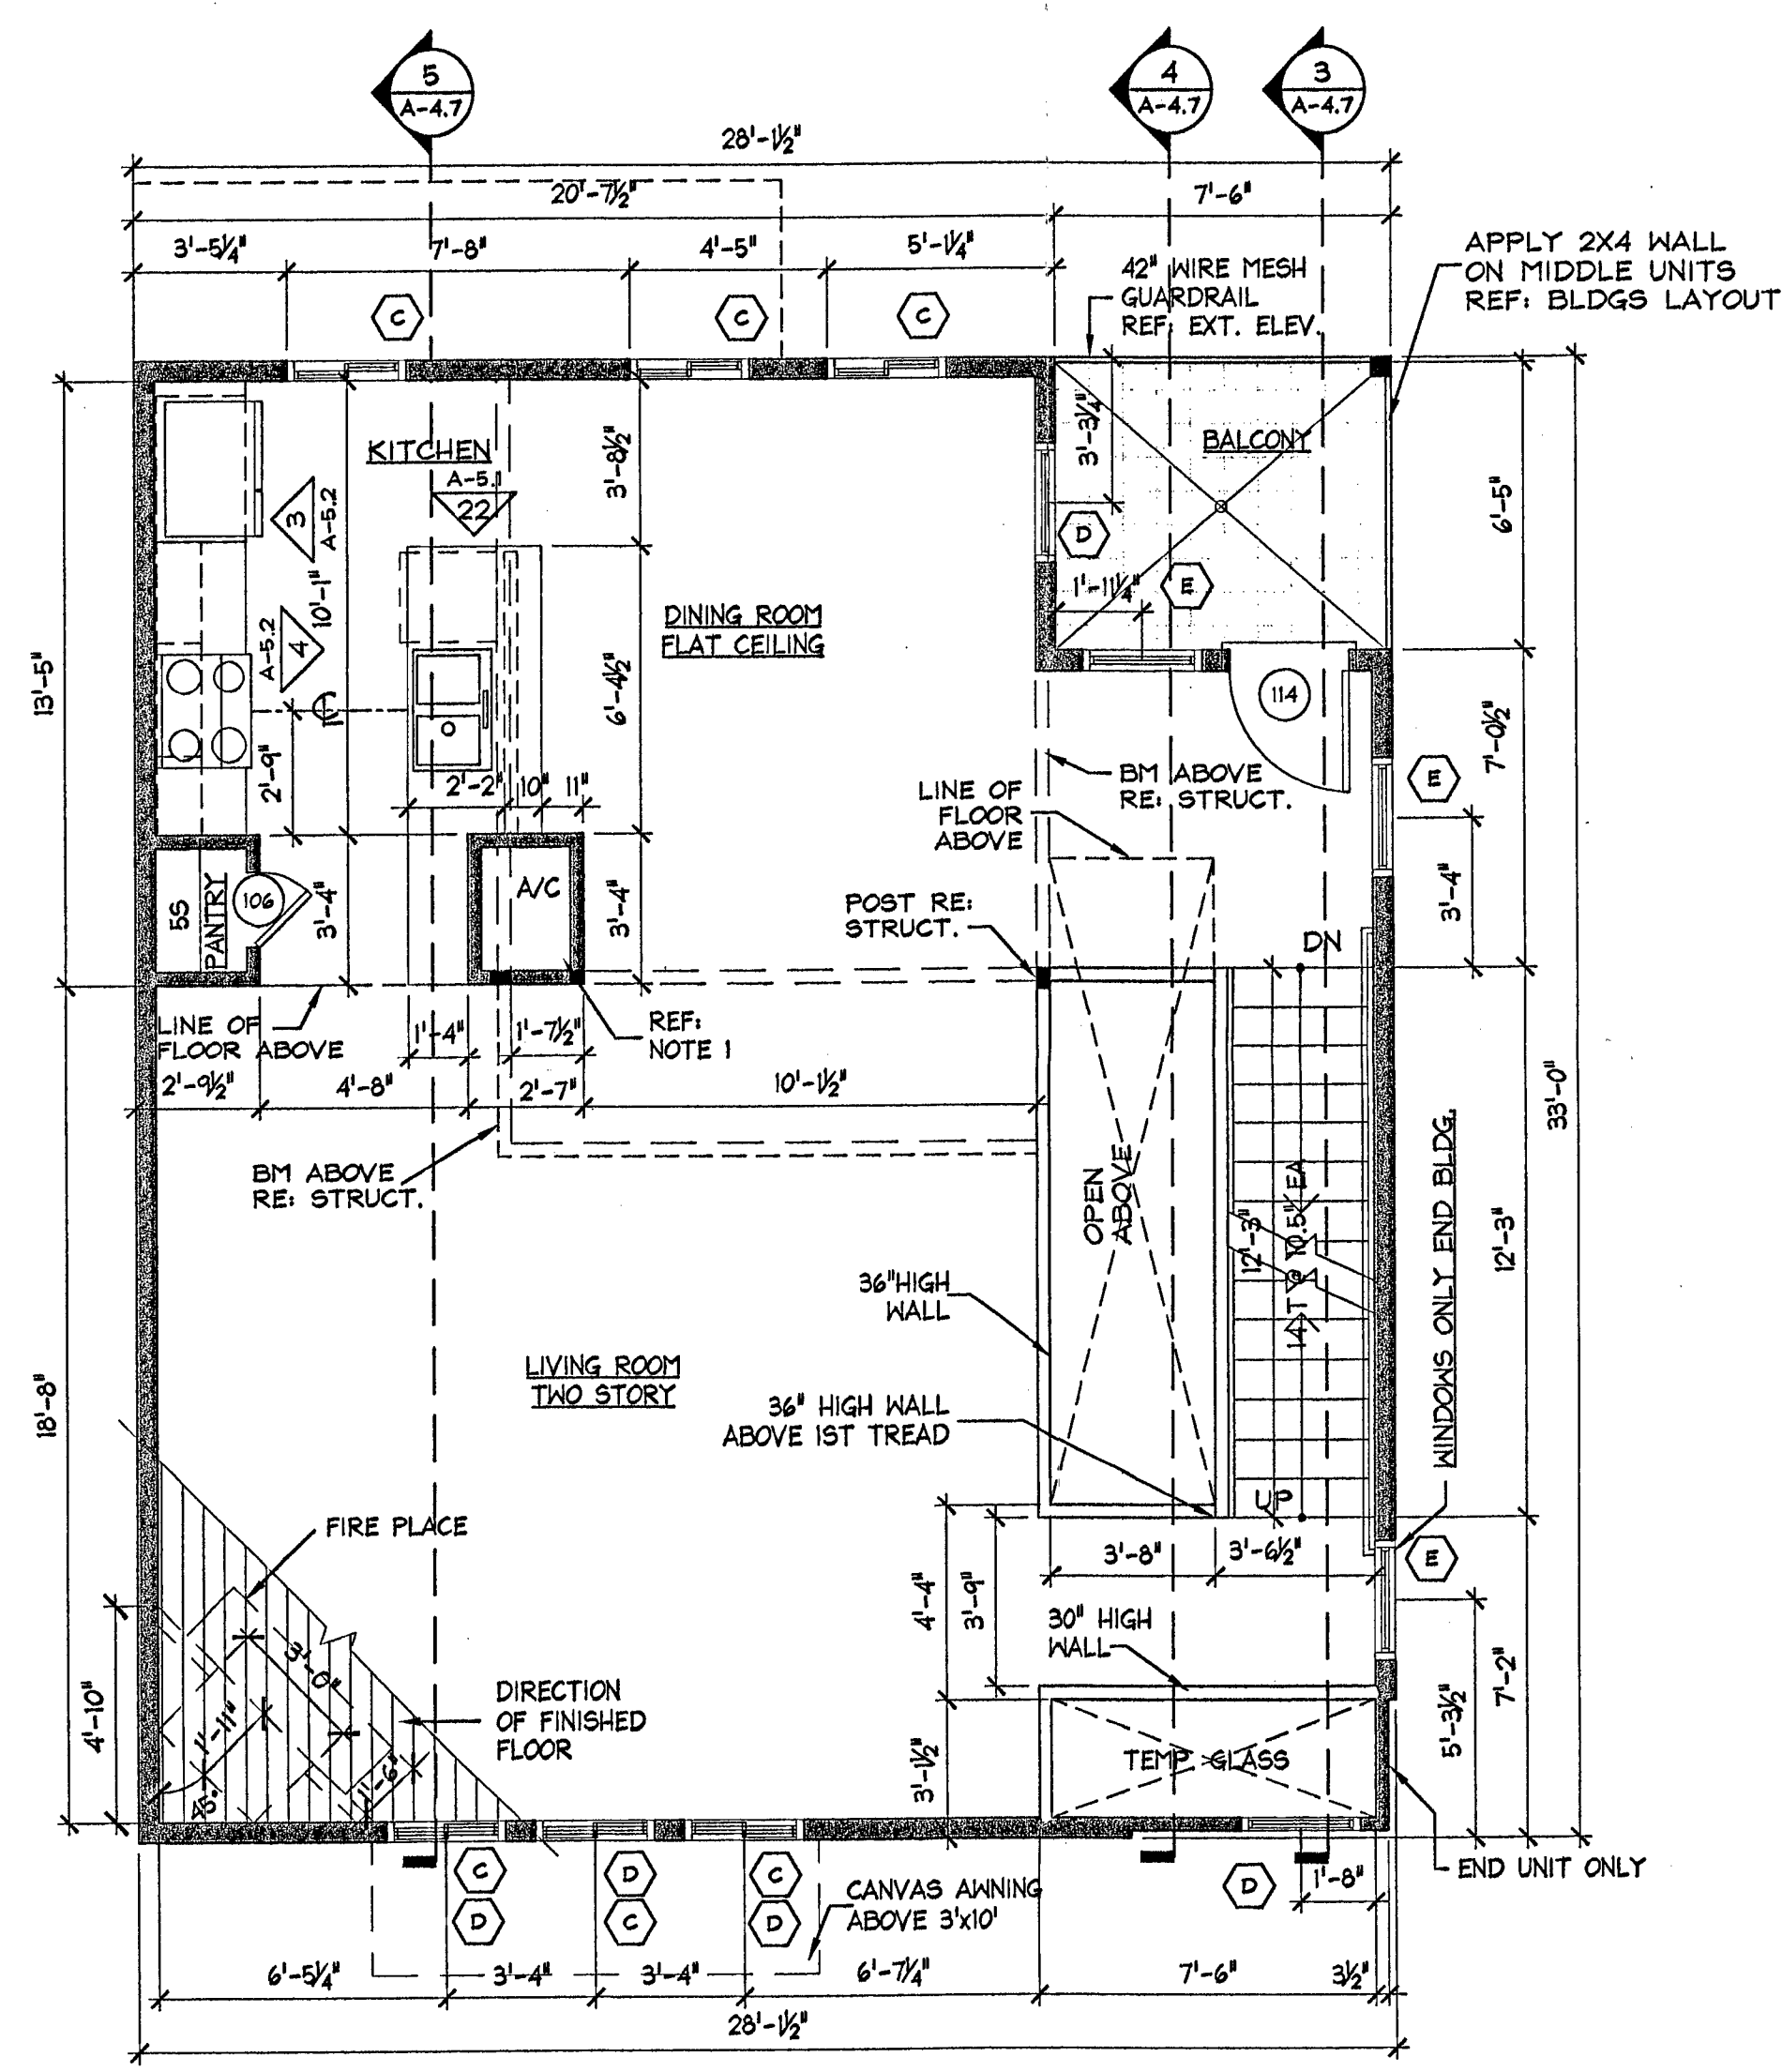 5
A-4.7
4
A-4.7
3
A-4.7
28'-1½"
20'-7½"
7'-6"
3'-5¼"
7'-8"
4'-5"
5'-1¼"
APPLY 2X4 WALL
ON MIDDLE UNITS
REF: BLDGS LAYOUT
42" WIRE MESH
GUARDRAIL
REF: EXT. ELEV.
C
C
C
KITCHEN
A-5.1
22
3
A-5.2
3'-8½"
3'-3¼"
BALCONY
6'-5"
D
E
1'-11¼"
10'-1"
4
A-5.2
DINING ROOM
FLAT CEILING
13'-5"
6'-4½"
114
7'-0½"
2'-9"
2'-2"
10"
11"
BM ABOVE
RE: STRUCT.
E
LINE OF
FLOOR
ABOVE
5S
PANTRY
106
3'-4"
A/C
3'-4"
POST RE:
STRUCT.
3'-4"
DN
LINE OF
FLOOR ABOVE
1'-4"
1'-7½"
REF:
NOTE 1
2'-9½"
4'-8"
2'-7"
10'-1½"
33'-0"
BM ABOVE
RE: STRUCT.
OPEN
ABOVE
12'-3"
14 T @ 10.5" EA
WINDOWS ONLY END BLDG.
12'-3"
36"HIGH
WALL
LIVING ROOM
TWO STORY
18'-8"
36" HIGH WALL
ABOVE 1ST TREAD
UP
FIRE PLACE
3'-8"
3'-6½"
E
4'-4"
3'-9"
30" HIGH
WALL
3'-0"
4'-10"
1'-11"
45°
1'-6"
DIRECTION
OF FINISHED
FLOOR
3'-1½"
TEMP. GLASS
5'-3½"
7'-2"
C
D
D
C
C
D
CANVAS AWNING
ABOVE 3'x10'
D
1'-8"
END UNIT ONLY
6'-5¼"
3'-4"
3'-4"
6'-7¼"
7'-6"
3½"
28'-1½"